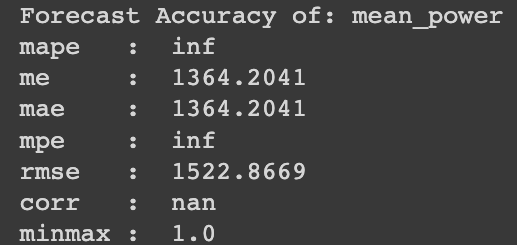 Forecast Accuracy of: mean_power
mape   :  inf
me     :  1364.2041
mae    :  1364.2041
mpe    :  inf
rmse   :  1522.8669
corr   :  nan
minmax :  1.0